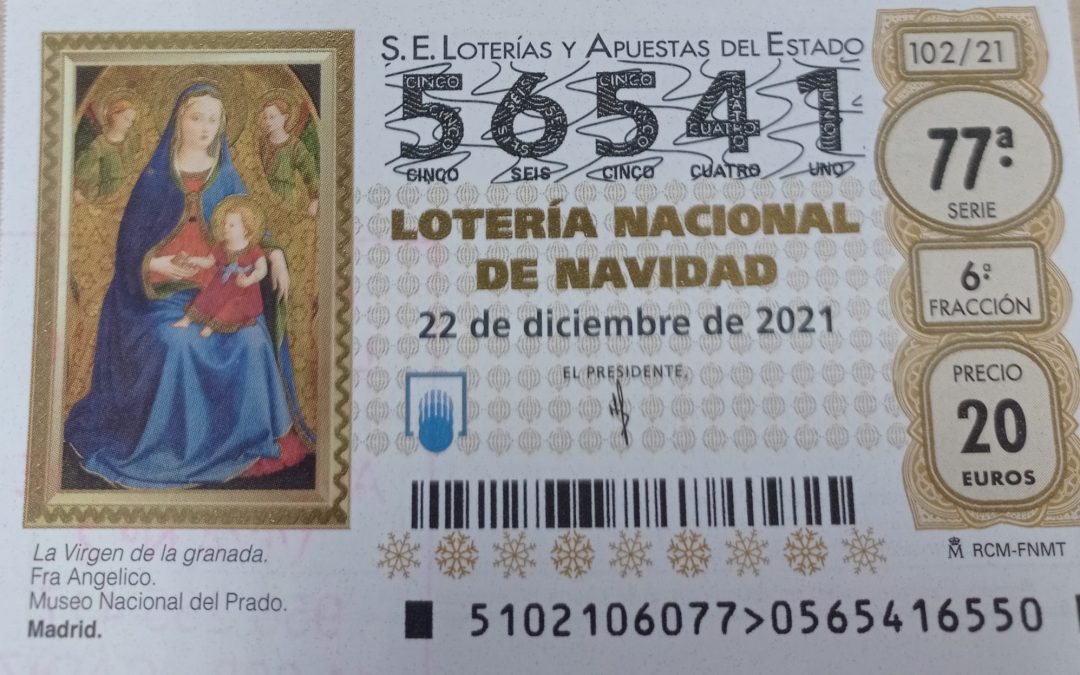 S.E. LOTERÍAS Y APUESTAS DEL ESTADO
56541
CINCO SEIS CINCO CUATRO UNO
LOTERÍA NACIONAL
DE NAVIDAD
22 de diciembre de 2021
EL PRESIDENTE,
102/21
77ª
SERIE
6ª
FRACCIÓN
PRECIO
20
EUROS
M RCM-FNMT
La Virgen de la granada.
Fra Angelico.
Museo Nacional del Prado.
Madrid.
5102106077>0565416550